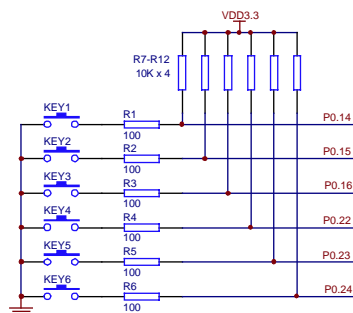 VDD3.3
R7-R12
10K x 4
KEY1
R1
100
P0.14
KEY2
R2
100
P0.15
KEY3
R3
100
P0.16
KEY4
R4
100
P0.22
KEY5
R5
100
P0.23
KEY6
R6
100
P0.24